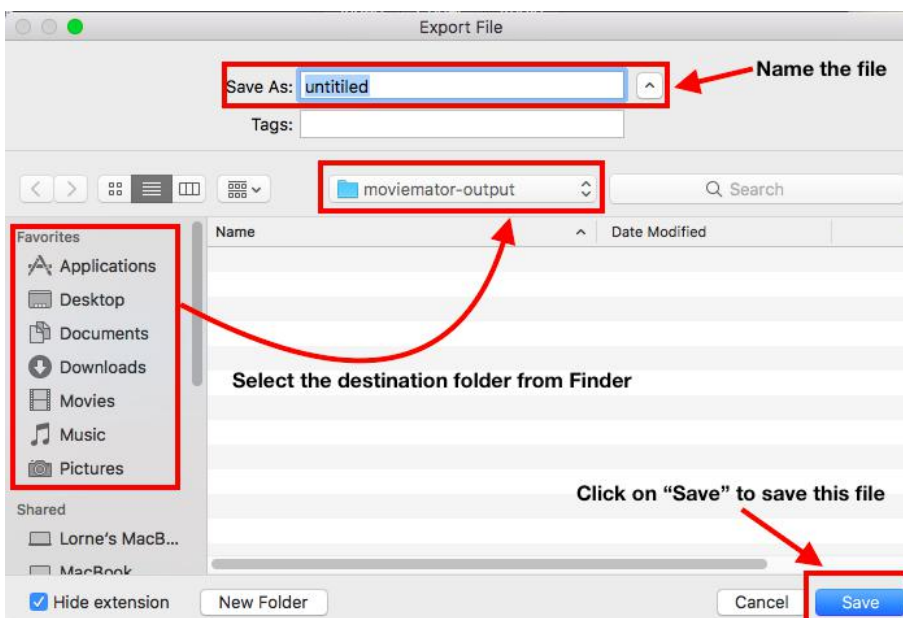 Export File
Name the file
Save As: untitiled
Tags:
moviemator-output
Search
Favorites
Name
Date Modified
Applications
Desktop
Documents
Downloads
Movies
Music
Pictures
Select the destination folder from Finder
Click on “Save” to save this file
Shared
Lorne's MacB...
MacBook
Hide extension
New Folder
Cancel
Save